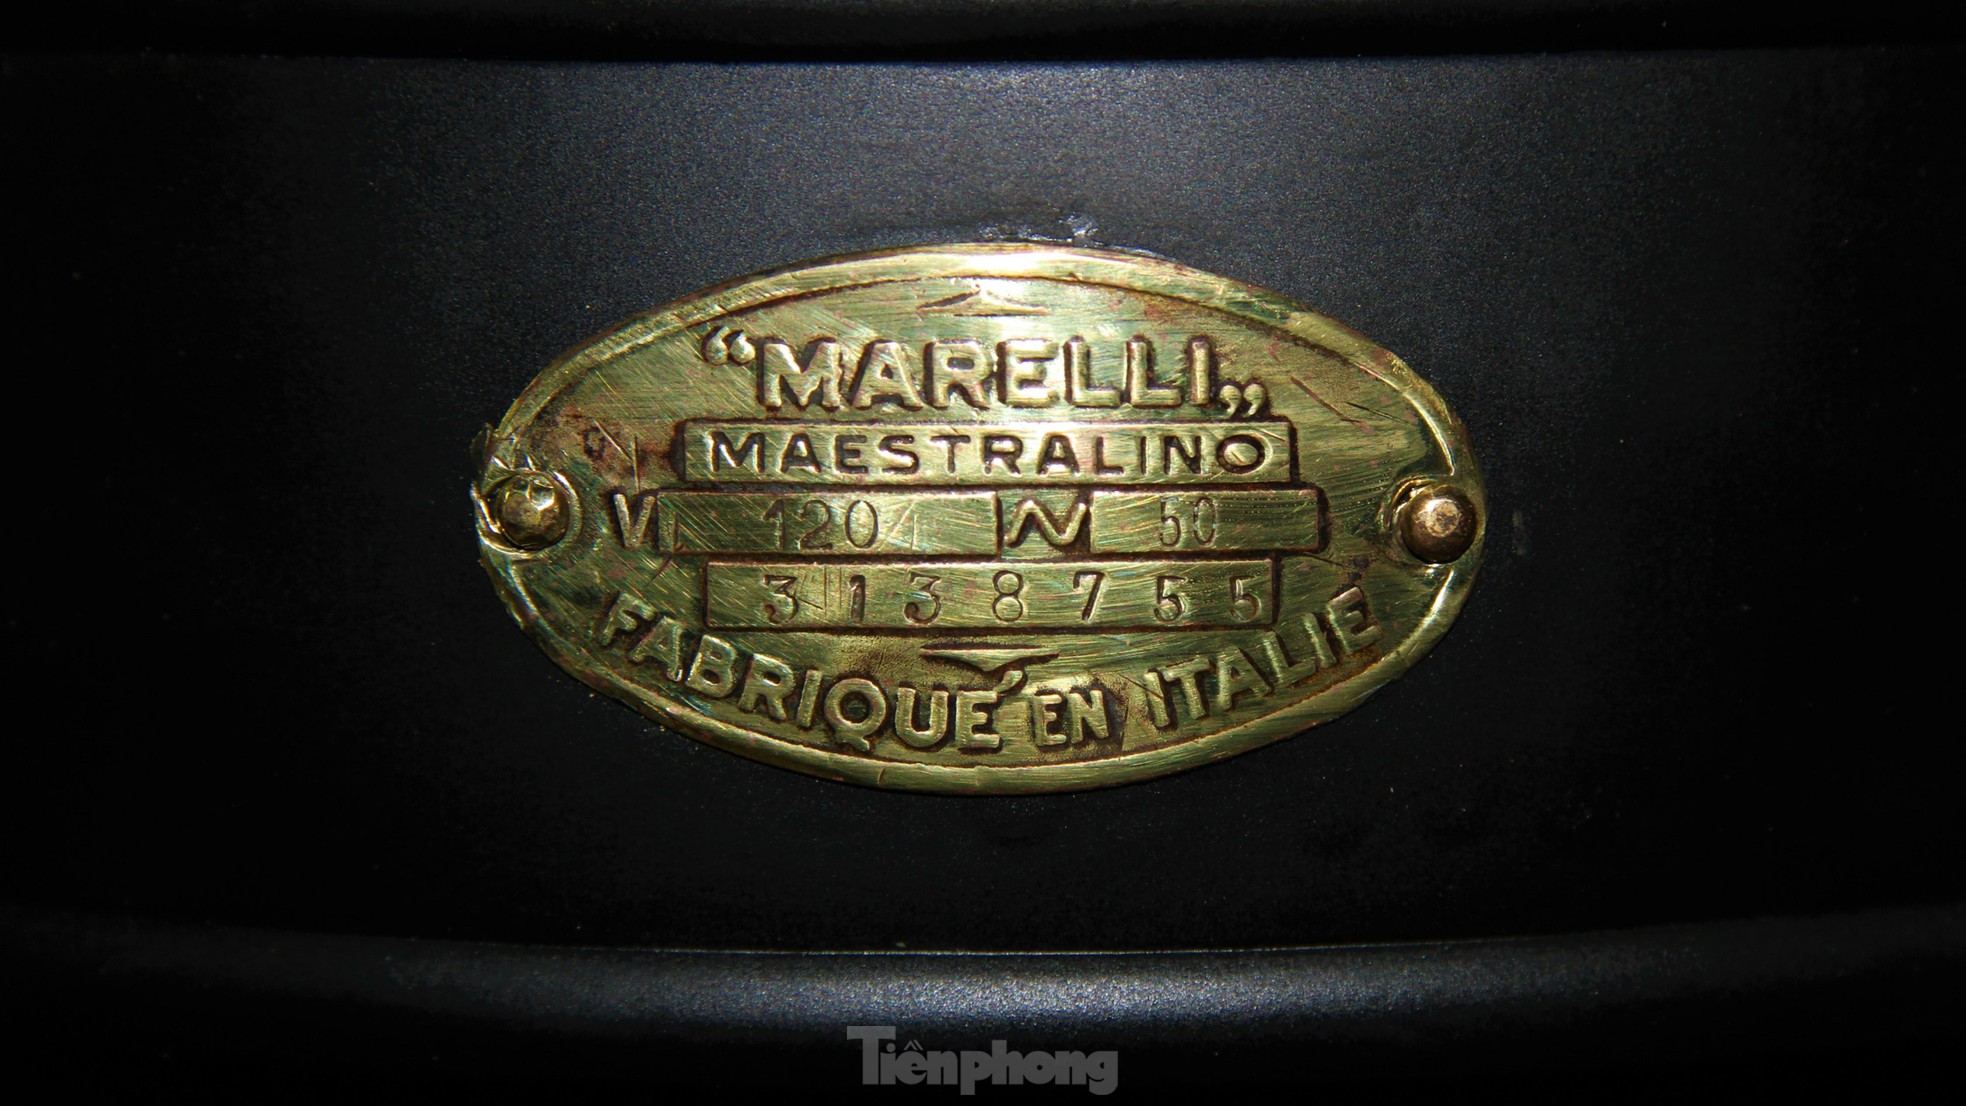 “MARELLI„
MAESTRALINO
V 120 ~ 50
3138755
FABRIQUÉ EN ITALIE
Tiềnphong